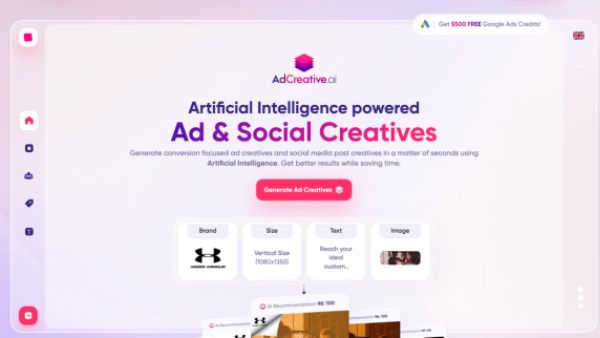 Get $500 FREE Google Ads Credits!
AdCreative.ai
Artificial Intelligence powered
Ad & Social Creatives
Generate conversion focused ad creatives and social media post creatives in a matter of seconds using
Artificial Intelligence. Get better results while saving time.
Generate Ad Creatives
Brand
UNDER ARMOUR
Size
Vertical Size
(1080x1350)
Text
Reach your
ideal
custom..
Image
AI Recommendation 98/100
AI Recommendation